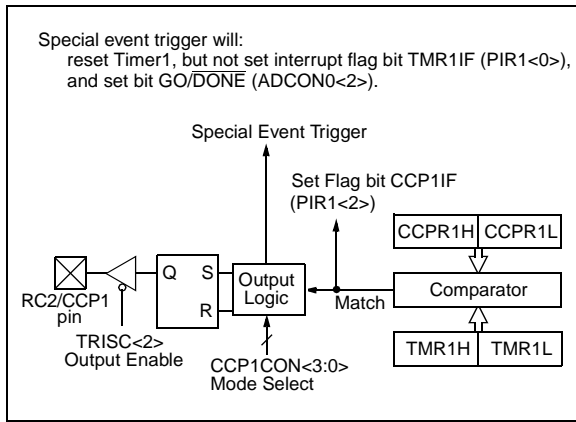 Special event trigger will:
reset Timer1, but not set interrupt flag bit TMR1IF (PIR1<0>),
and set bit GO/DONE (ADCON0<2>).
Special Event Trigger
Set Flag bit CCP1IF
(PIR1<2>)
CCPR1H CCPR1L
Q S Output
Logic
R
Match
Comparator
RC2/CCP1
pin
TRISC<2>
Output Enable
CCP1CON<3:0>
Mode Select
TMR1H TMR1L